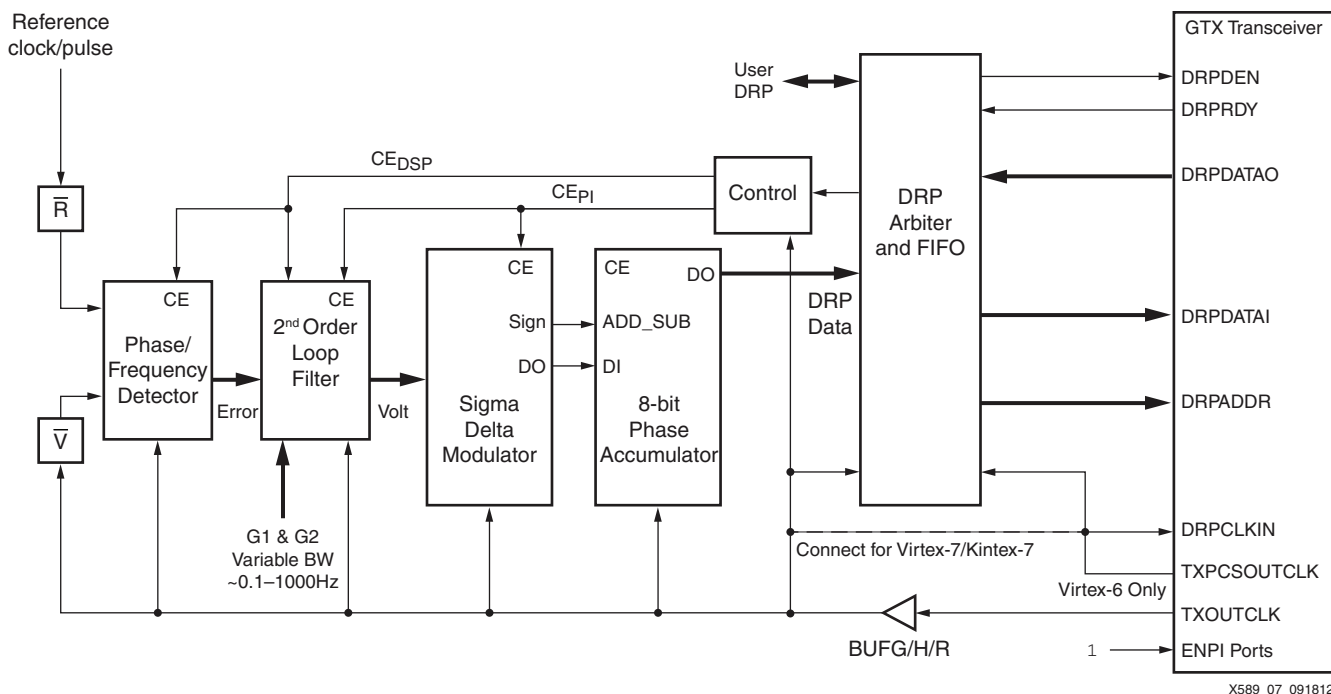 Reference
clock/pulse
GTX Transceiver
User
DRP
DRPDEN
DRPRDY
CE_DSP
DRPDATAO
R̅
CE_PI
Control
DRP
Arbiter
and FIFO
CE
CE
CE
CE
DO
2nd Order
Loop
Filter
Sign
ADD_SUB
DRP
Data
DRPDATAI
Phase/
Frequency
Detector
DO
DI
Error
Volt
Sigma
Delta
Modulator
8-bit
Phase
Accumulator
DRPADDR
V̅
G1 & G2
Variable BW
~0.1–1000Hz
Connect for Virtex-7/Kintex-7
DRPCLKIN
TXPCSOUTCLK
Virtex-6 Only
TXOUTCLK
BUFG/H/R
1
ENPI Ports
X589_07_091812